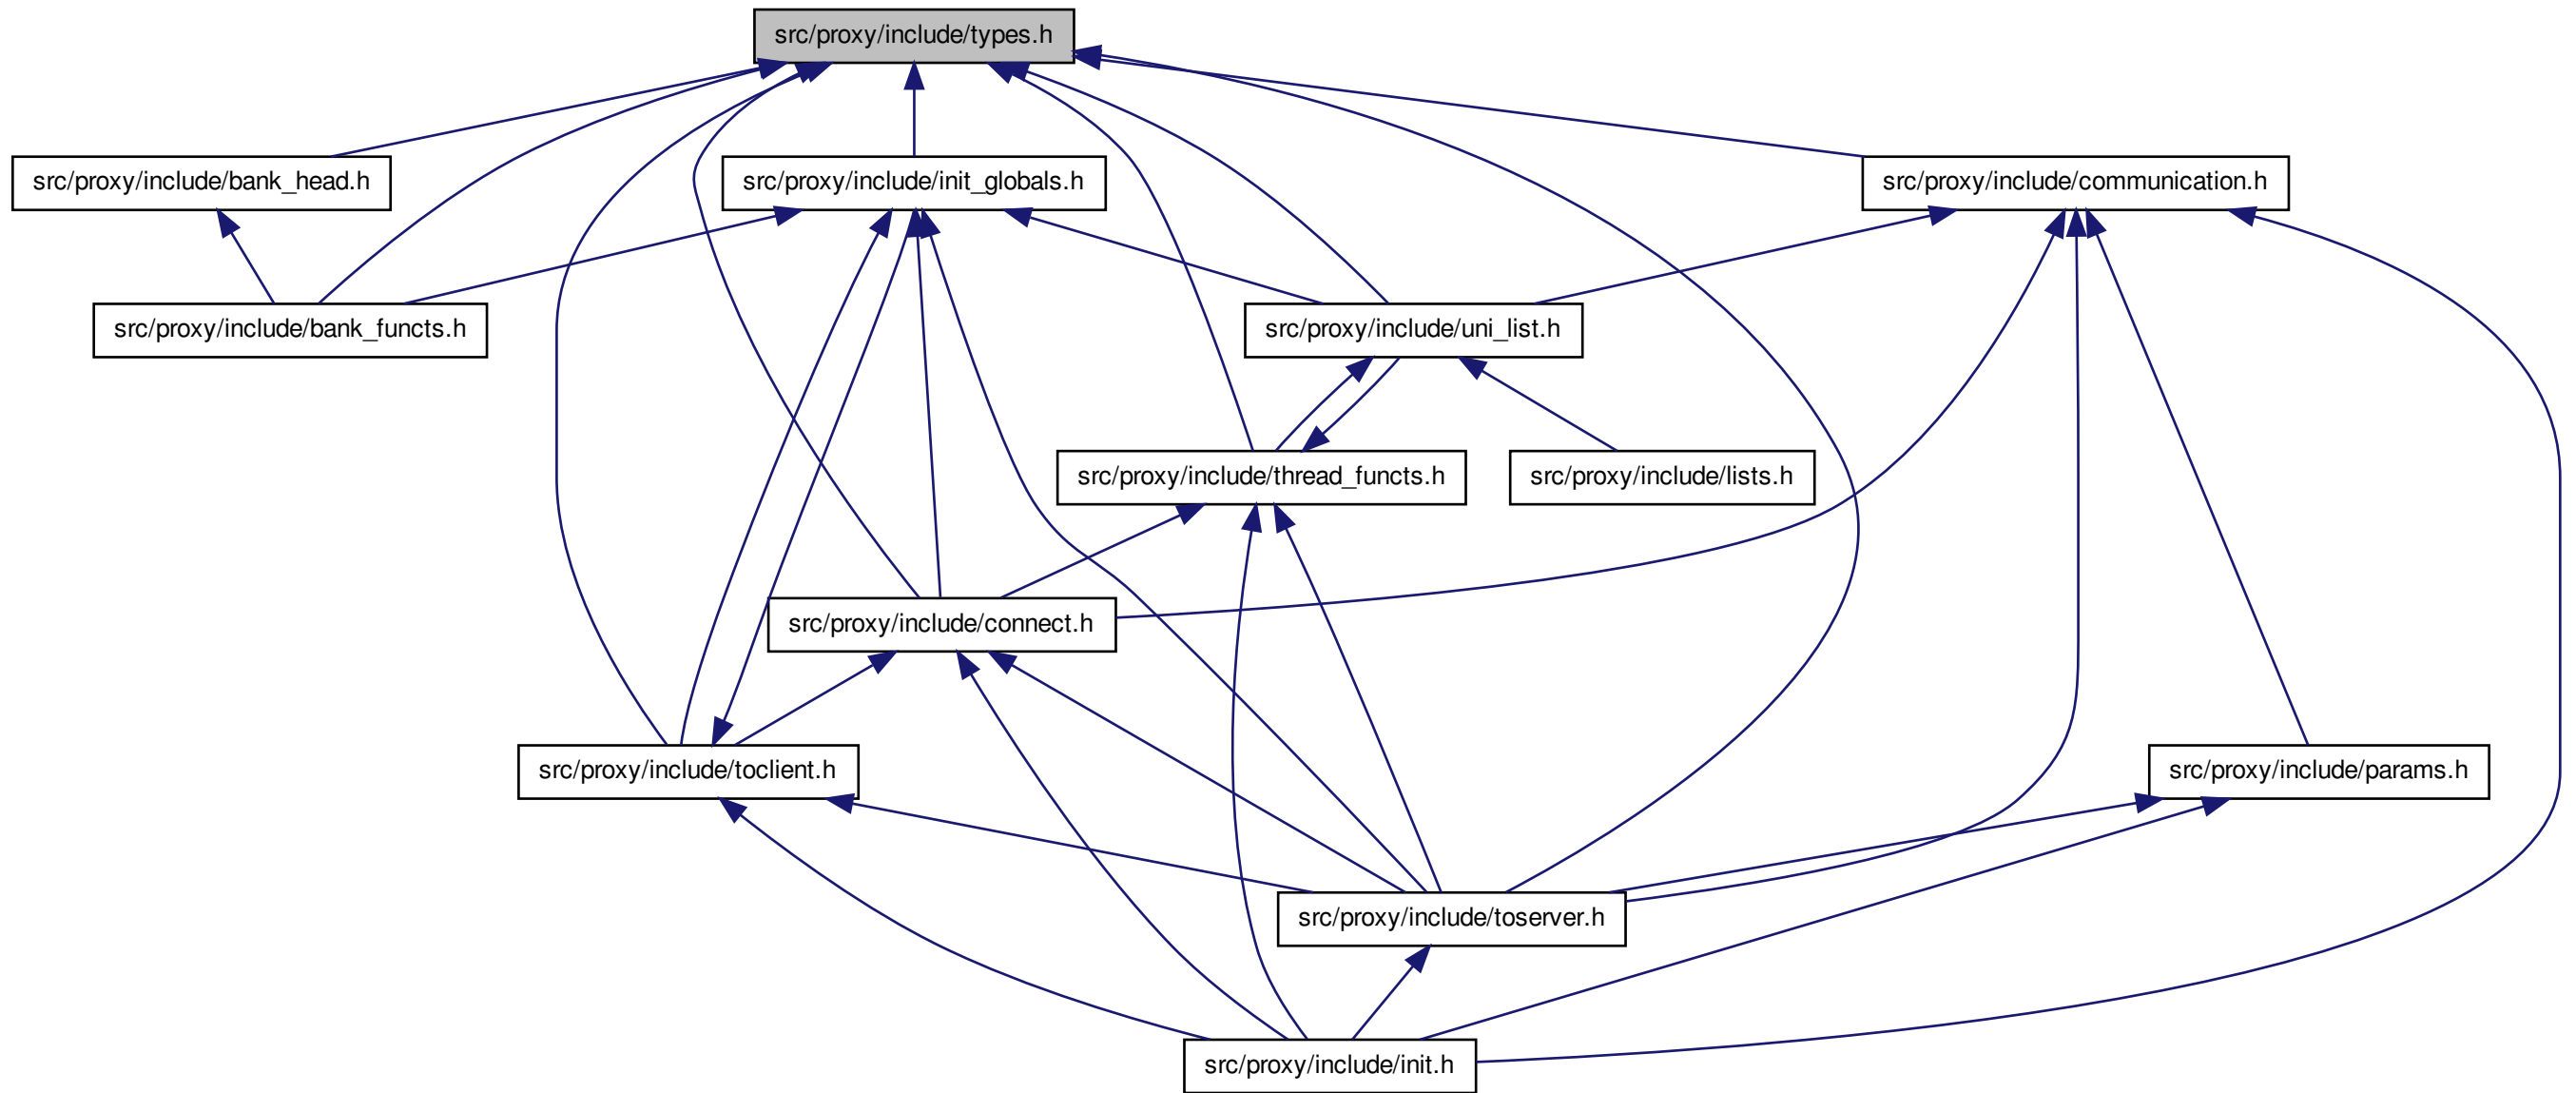 src/proxy/include/types.h
src/proxy/include/bank_head.h
src/proxy/include/init_globals.h
src/proxy/include/communication.h
src/proxy/include/bank_functs.h
src/proxy/include/uni_list.h
src/proxy/include/thread_functs.h
src/proxy/include/lists.h
src/proxy/include/connect.h
src/proxy/include/toclient.h
src/proxy/include/params.h
src/proxy/include/toserver.h
src/proxy/include/init.h